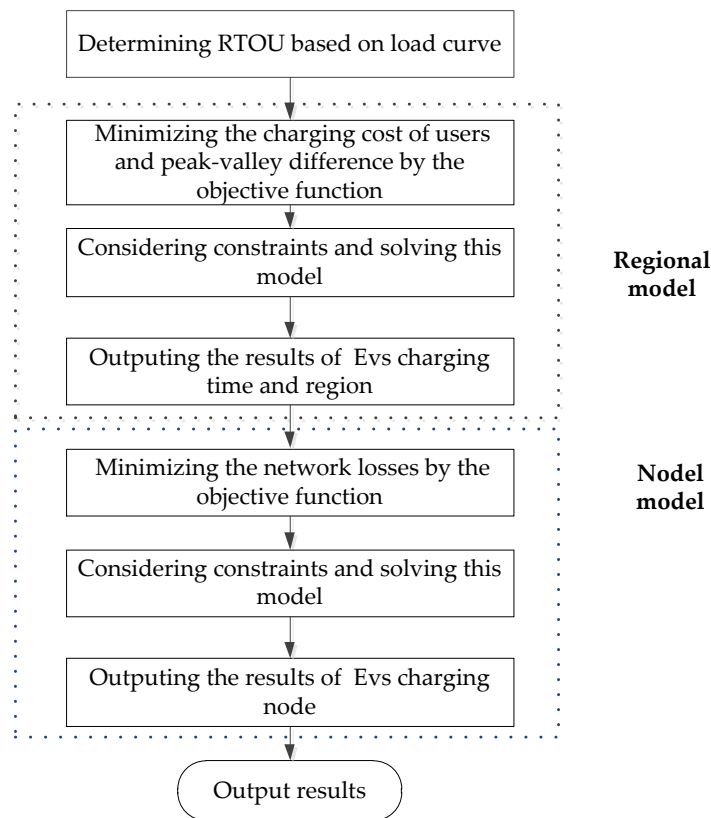 Determining RTOU based on load curve
Minimizing the charging cost of users
and peak-valley difference by the
objective function
Considering constraints and solving this
model
Outputing the results of Evs charging
time and region
Regional
model
Minimizing the network losses by the
objective function
Considering constraints and solving this
model
Outputing the results of Evs charging
node
Nodel
model
Output results